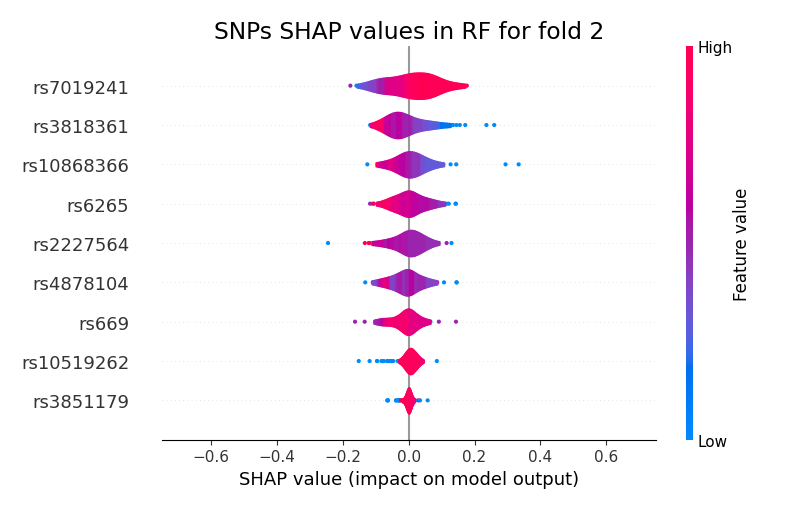 SNPs SHAP values in RF for fold 2
High
rs7019241
rs3818361
rs10868366
rs6265
rs2227564
rs4878104
rs669
rs10519262
rs3851179
Feature value
Low
−0.6 −0.4 −0.2 0.0 0.2 0.4 0.6
SHAP value (impact on model output)